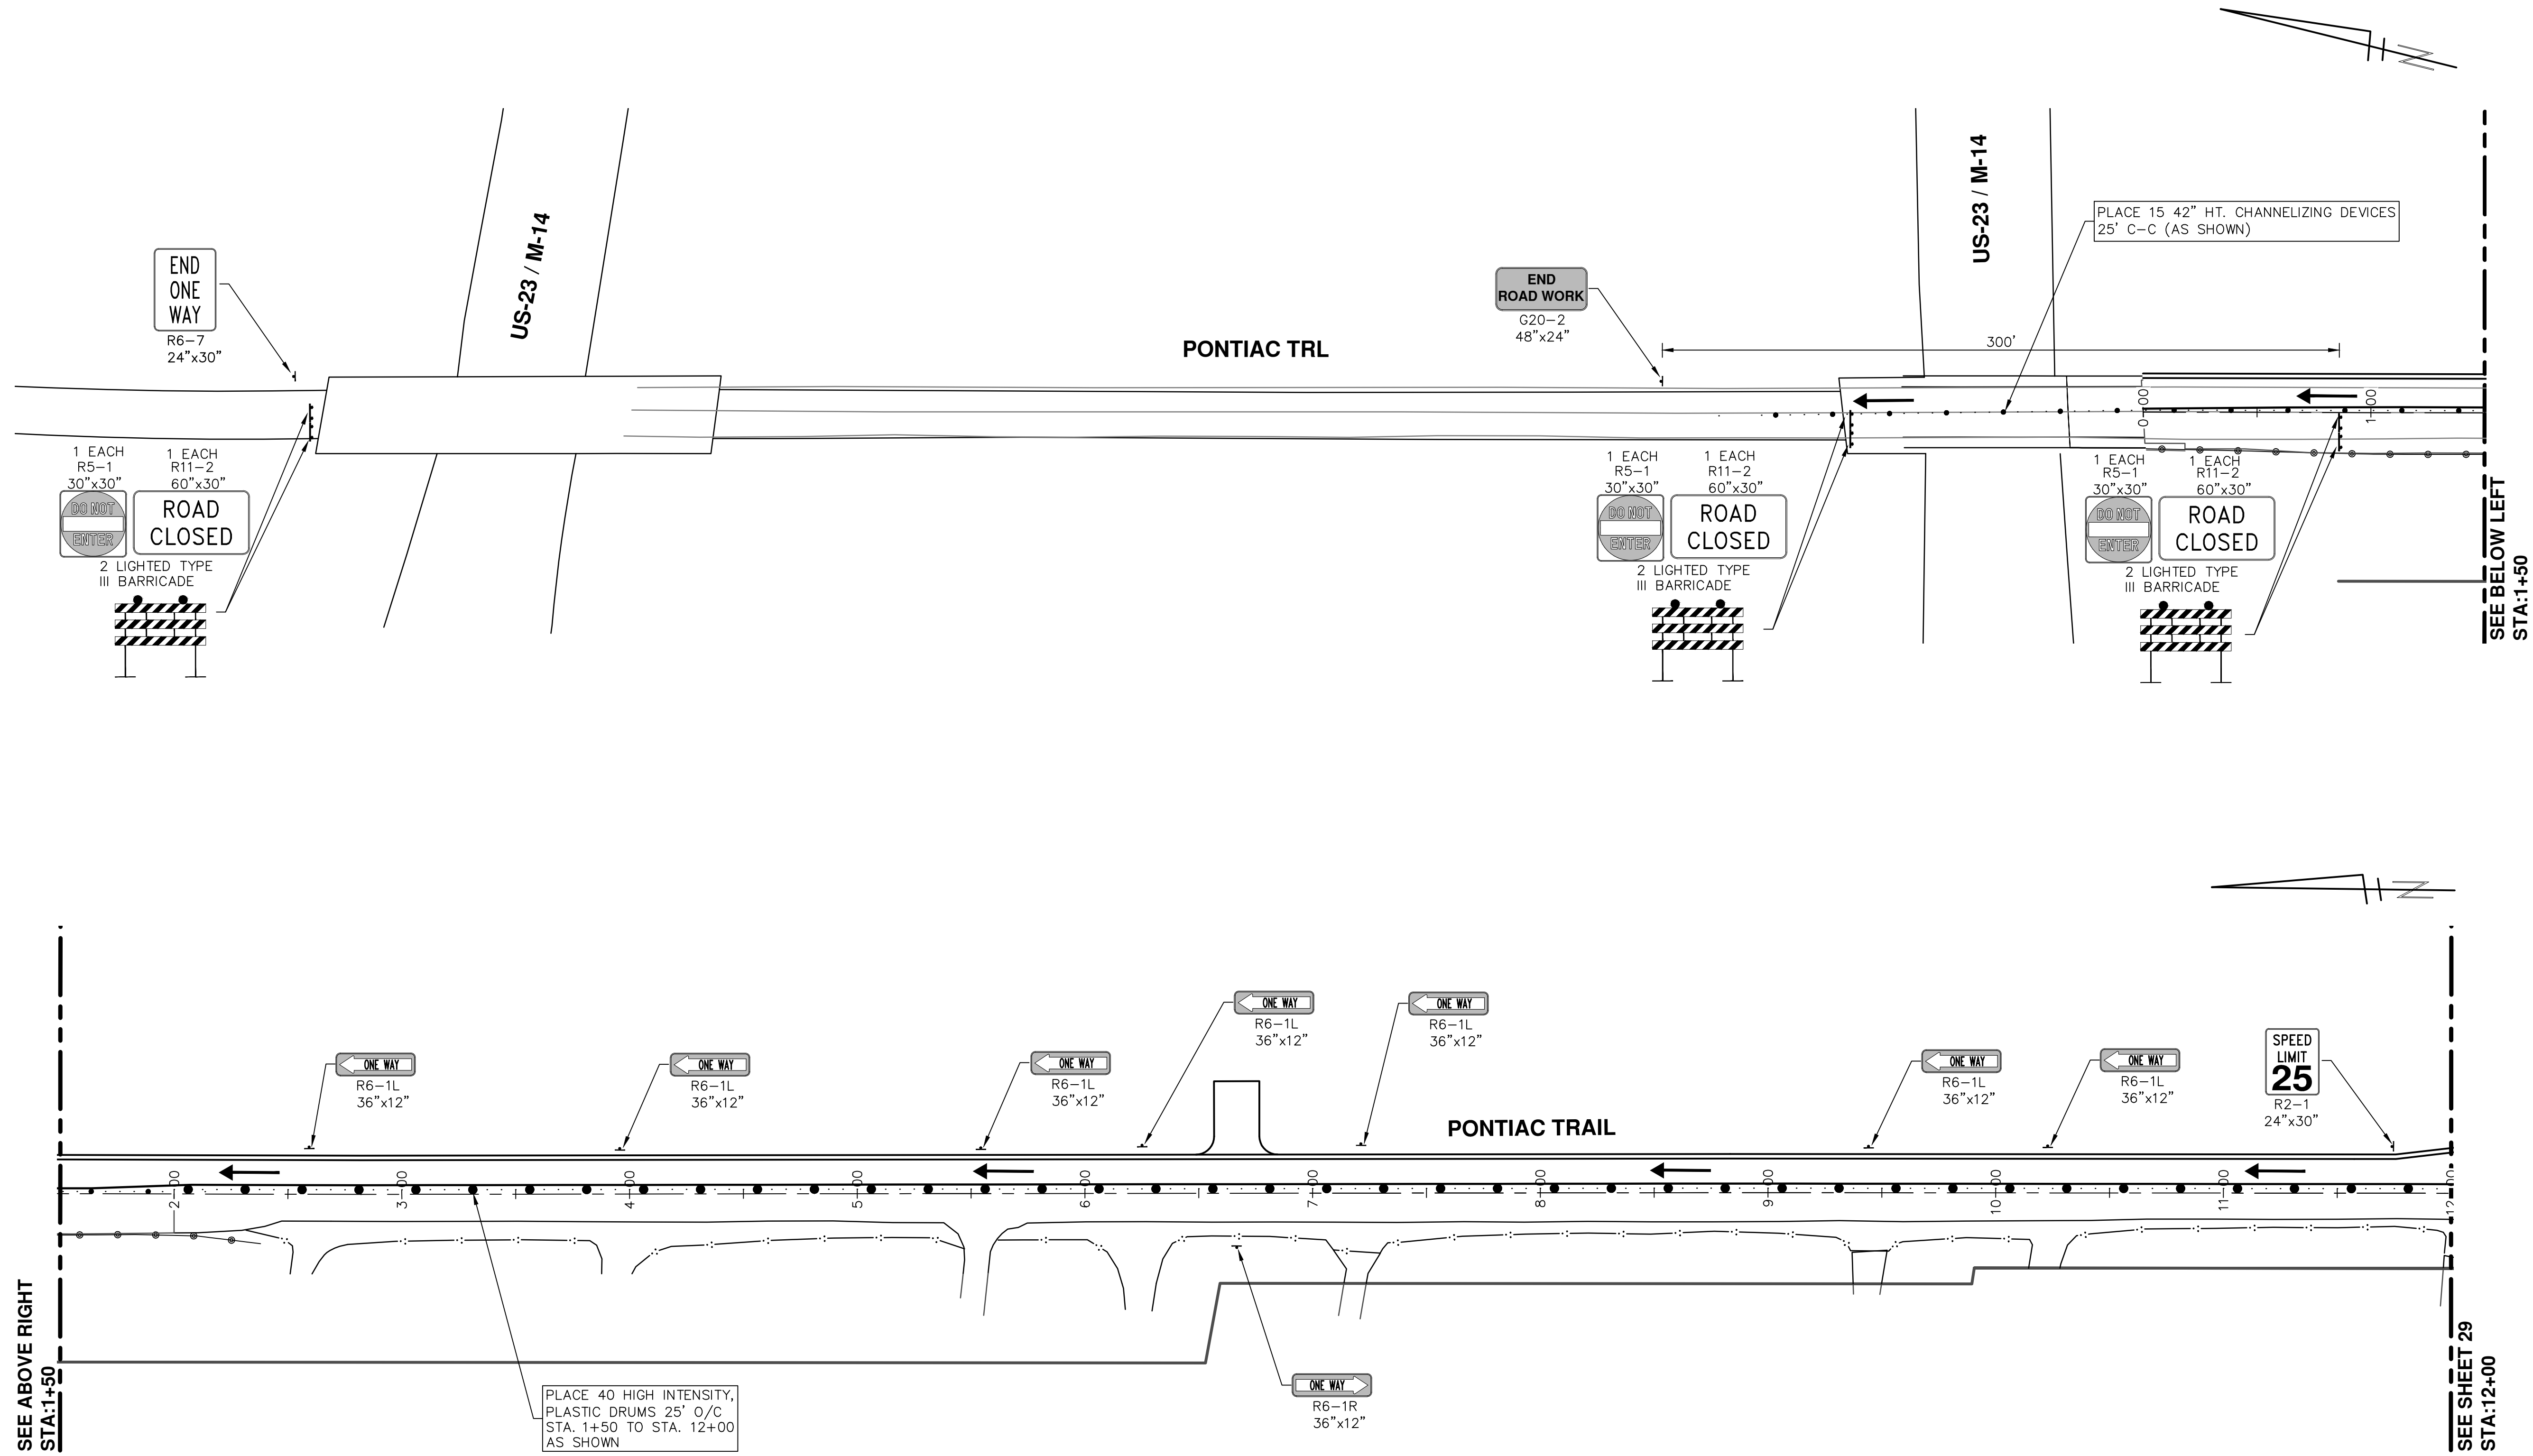 N
US-23 / M-14
US-23 / M-14
PLACE 15 42" HT. CHANNELIZING DEVICES
25' C-C (AS SHOWN)
END
ONE
WAY
R6-7
24"x30"
END
ROAD WORK
G20-2
48"x24"
300'
PONTIAC TRL
0+00
1+00
1 EACH
R5-1
30"x30"
1 EACH
R11-2
60"x30"
DO NOT
ENTER
ROAD
CLOSED
2 LIGHTED TYPE
III BARRICADE
1 EACH
R5-1
30"x30"
1 EACH
R11-2
60"x30"
DO NOT
ENTER
ROAD
CLOSED
2 LIGHTED TYPE
III BARRICADE
1 EACH
R5-1
30"x30"
1 EACH
R11-2
60"x30"
DO NOT
ENTER
ROAD
CLOSED
2 LIGHTED TYPE
III BARRICADE
SEE BELOW LEFT
STA:1+50
N
ONE WAY
R6-1L
36"x12"
ONE WAY
R6-1L
36"x12"
ONE WAY
R6-1L
36"x12"
ONE WAY
R6-1L
36"x12"
ONE WAY
R6-1L
36"x12"
ONE WAY
R6-1L
36"x12"
ONE WAY
R6-1L
36"x12"
SPEED
LIMIT
25
R2-1
24"x30"
PONTIAC TRAIL
2+00
3+00
4+00
5+00
6+00
7+00
8+00
9+00
10+00
11+00
12+00
ONE WAY
R6-1R
36"x12"
PLACE 40 HIGH INTENSITY,
PLASTIC DRUMS 25' O/C
STA. 1+50 TO STA. 12+00
AS SHOWN
SEE ABOVE RIGHT
STA:1+50
SEE SHEET 29
STA:12+00